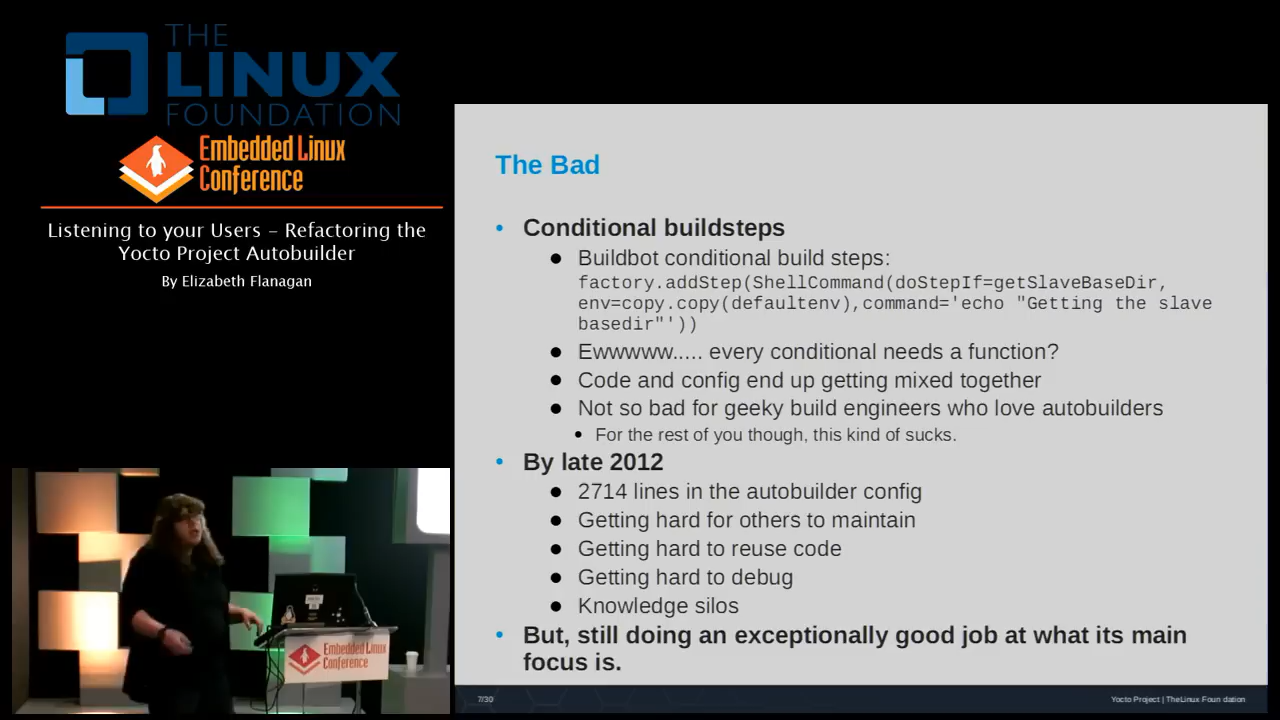 THE
LINUX
FOUNDATION
Embedded Linux
Conference
Listening to your Users – Refactoring the
Yocto Project Autobuilder
By Elizabeth Flanagan
The Bad
• Conditional buildsteps
● Buildbot conditional build steps:
factory.addStep(ShellCommand(doStepIf=getSlaveBaseDir,
env=copy.copy(defaultenv),command='echo "Getting the slave
basedir"'))
● Ewwwww..... every conditional needs a function?
● Code and config end up getting mixed together
● Not so bad for geeky build engineers who love autobuilders
• For the rest of you though, this kind of sucks.
• By late 2012
● 2714 lines in the autobuilder config
● Getting hard for others to maintain
● Getting hard to reuse code
● Getting hard to debug
● Knowledge silos
• But, still doing an exceptionally good job at what its main
focus is.
7/30
Yocto Project | TheLinux Foun dation
Embedded Linux
Conference